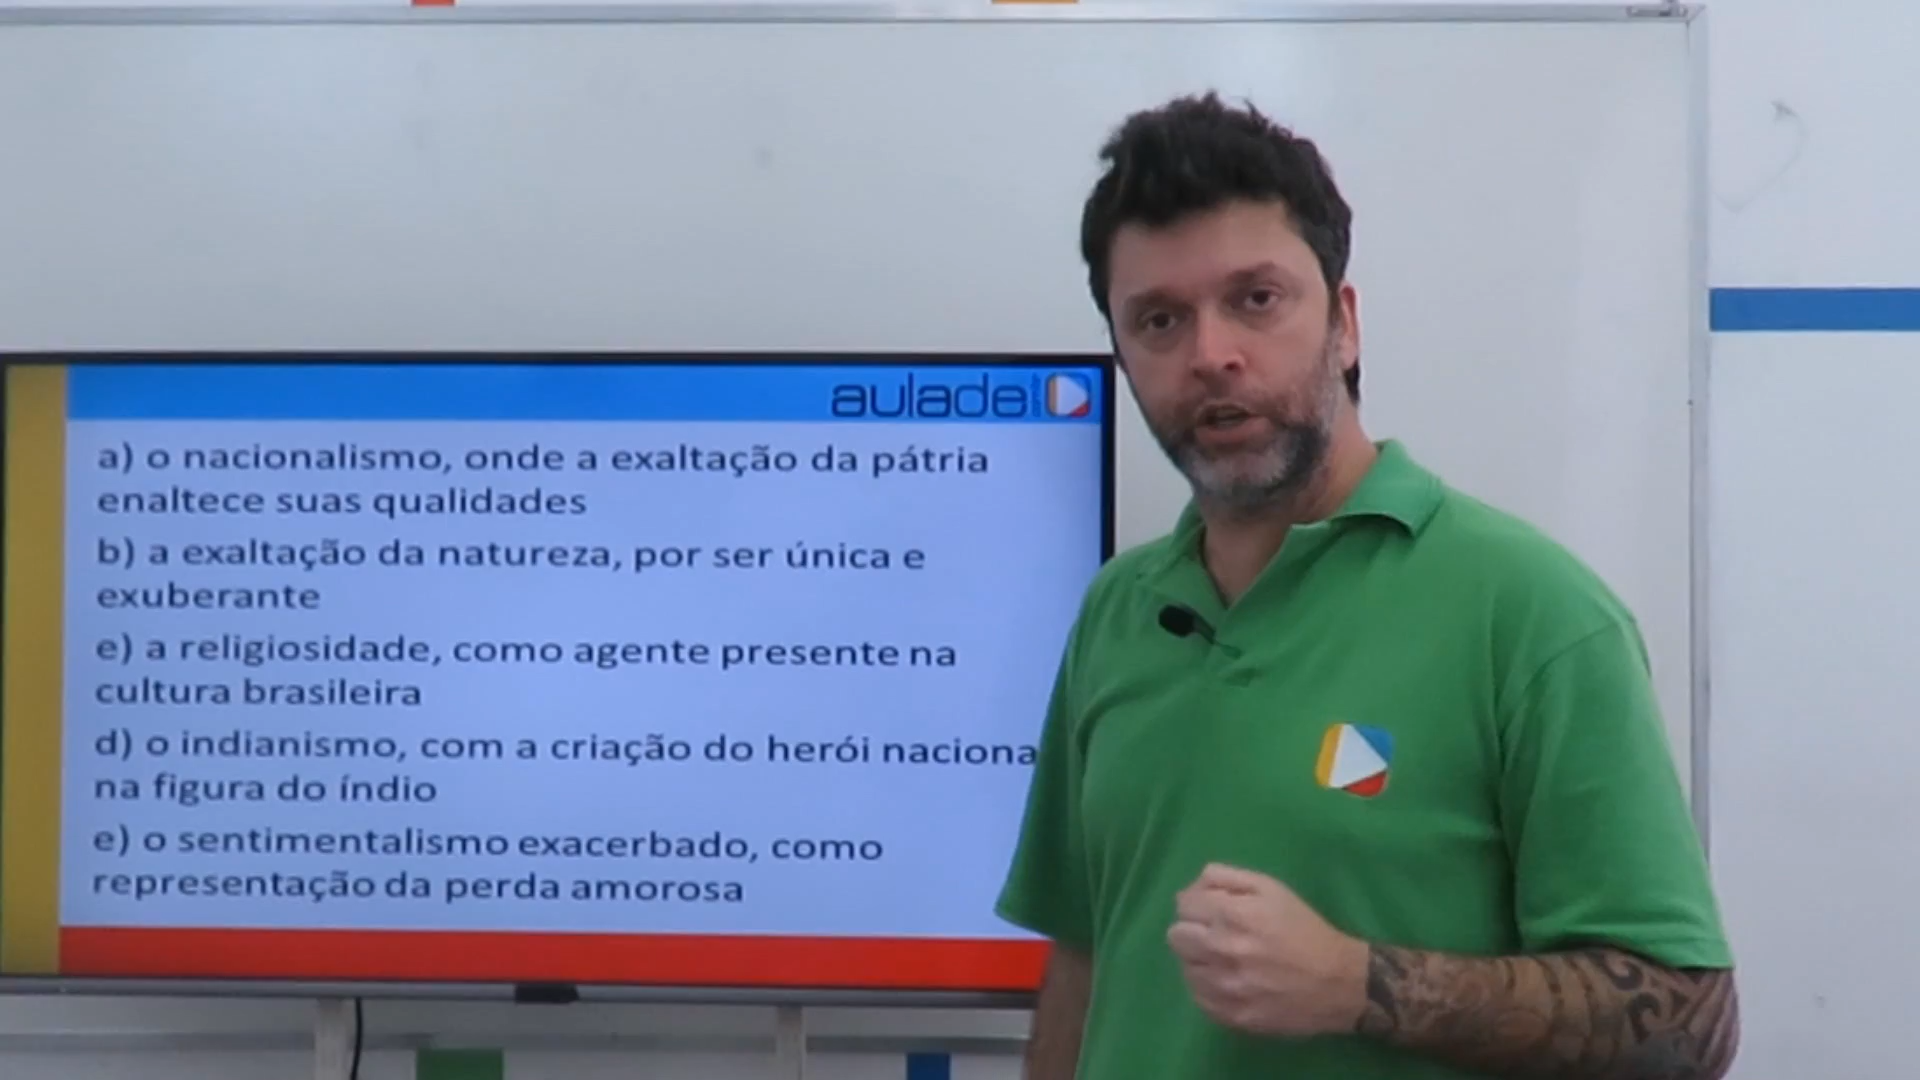 aulade
a) o nacionalismo, onde a exaltação da pátria
enaltece suas qualidades
b) a exaltação da natureza, por ser única e
exuberante
e) a religiosidade, como agente presente na
cultura brasileira
d) o indianismo, com a criação do herói naciona
na figura do índio
e) o sentimentalismo exacerbado, como
representação da perda amorosa